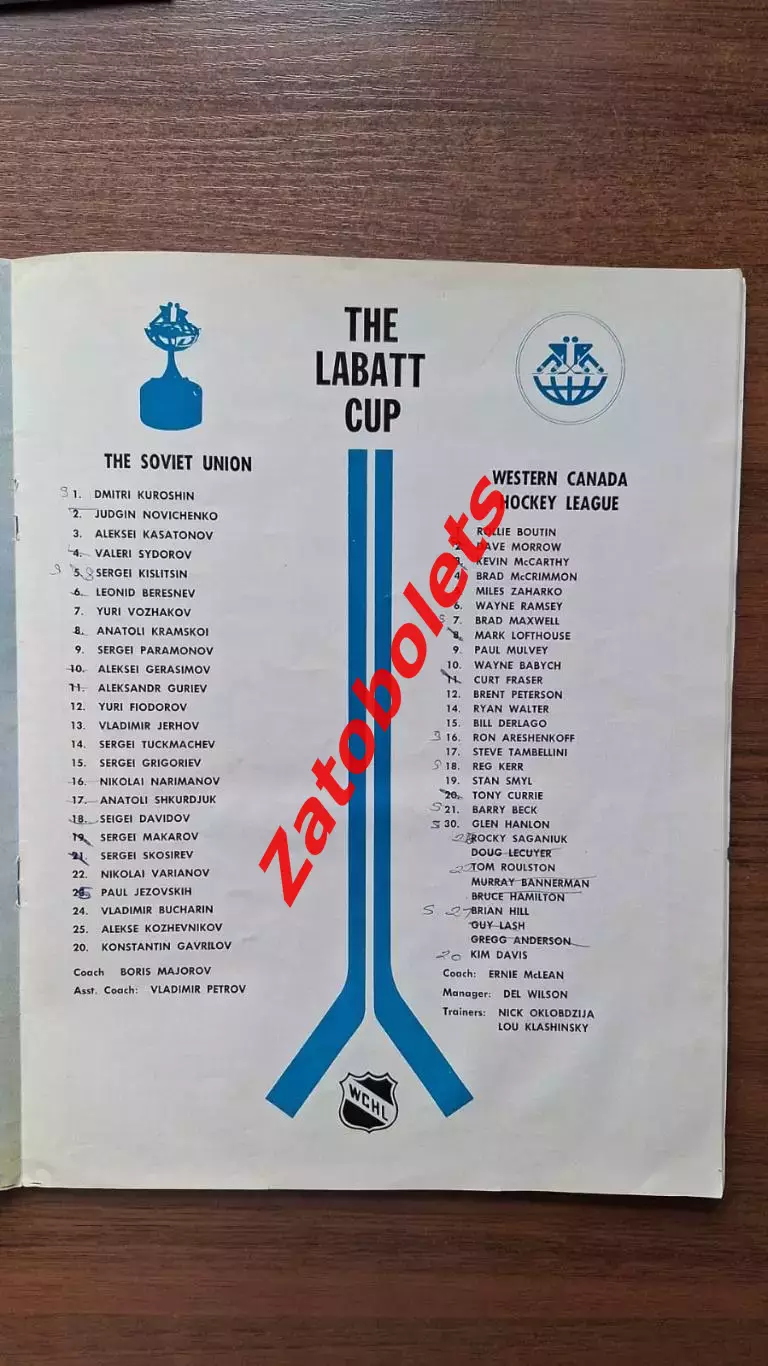 THE
LABATT
CUP
THE SOVIET UNION
1. DMITRI KUROSHIN
2. JUDGIN NOVICHENKO
3. ALEKSEI KASATONOV
4. VALERI SYDOROV
5. SERGEI KISLITSIN
6. LEONID BERESNEV
7. YURI VOZHAKOV
8. ANATOLI KRAMSKOI
9. SERGEI PARAMONOV
10. ALEKSEI GERASIMOV
11. ALEKSANDR GURIEV
12. YURI FIODOROV
13. VLADIMIR JERHOV
14. SERGEI TUCKMACHEV
15. SERGEI GRIGORIEV
16. NIKOLAI NARIMANOV
17. ANATOLI SHKURDJUK
18. SEIGEI DAVIDOV
19. SERGEI MAKAROV
21. SERGEI SKOSIREV
22. NIKOLAI VARIANOV
PAUL JEZOVSKIH
24. VLADIMIR BUCHARIN
25. ALEKSE KOZHEVNIKOV
20. KONSTANTIN GAVRILOV
Coach BORIS MAJOROV
Asst. Coach: VLADIMIR PETROV
WESTERN CANADA
HOCKEY LEAGUE
ROLLIE BOUTIN
2. DAVE MORROW
3. KEVIN McCARTHY
4. BRAD McCRIMMON
MILES ZAHARKO
6. WAYNE RAMSEY
7. BRAD MAXWELL
8. MARK LOFTHOUSE
9. PAUL MULVEY
10. WAYNE BABYCH
11. CURT FRASER
12. BRENT PETERSON
14. RYAN WALTER
15. BILL DERLAGO
16. RON ARESHENKOFF
17. STEVE TAMBELLINI
18. REG KERR
19. STAN SMYL
20. TONY CURRIE
21. BARRY BECK
30. GLEN HANLON
ROCKY SAGANIUK
DOUG LECUYER
TOM ROULSTON
MURRAY BANNERMAN
BRUCE HAMILTON
BRIAN HILL
GUY LASH
GREGG ANDERSON
20 KIM DAVIS
Coach: ERNIE McLEAN
Manager: DEL WILSON
Trainers: NICK OKLOBDZIJA
LOU KLASHINSKY
WCHL
Zatobolets